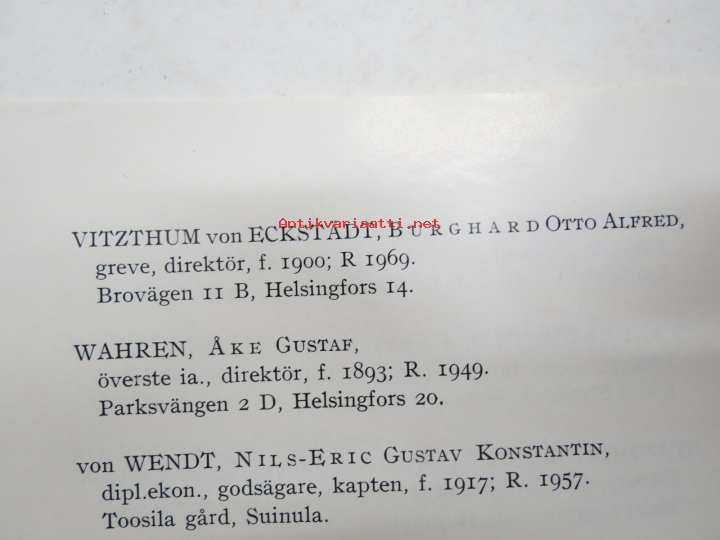 Antikvariaatti.net
VITZTHUM von ECKSTÄDT, BURGHARD OTTO ALFRED,
greve, direktör, f. 1900; R 1969.
Brovägen 11 B, Helsingfors 14.
WAHREN, ÅKE GUSTAF,
överste ia., direktör, f. 1893; R. 1949.
Parksvängen 2 D, Helsingfors 20.
von WENDT, NILS-ERIC GUSTAV KONSTANTIN,
dipl.ekon., godsägare, kapten, f. 1917; R. 1957.
Toosila gård, Suinula.